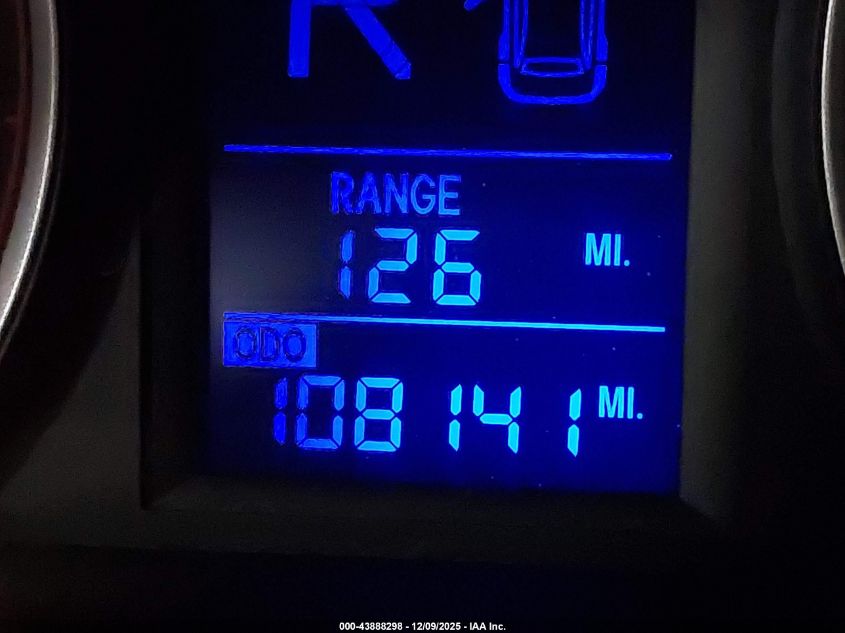 R
RANGE
126 MI.
ODO
108141 MI.
000-43888298 - 12/09/2025 - IAA Inc.